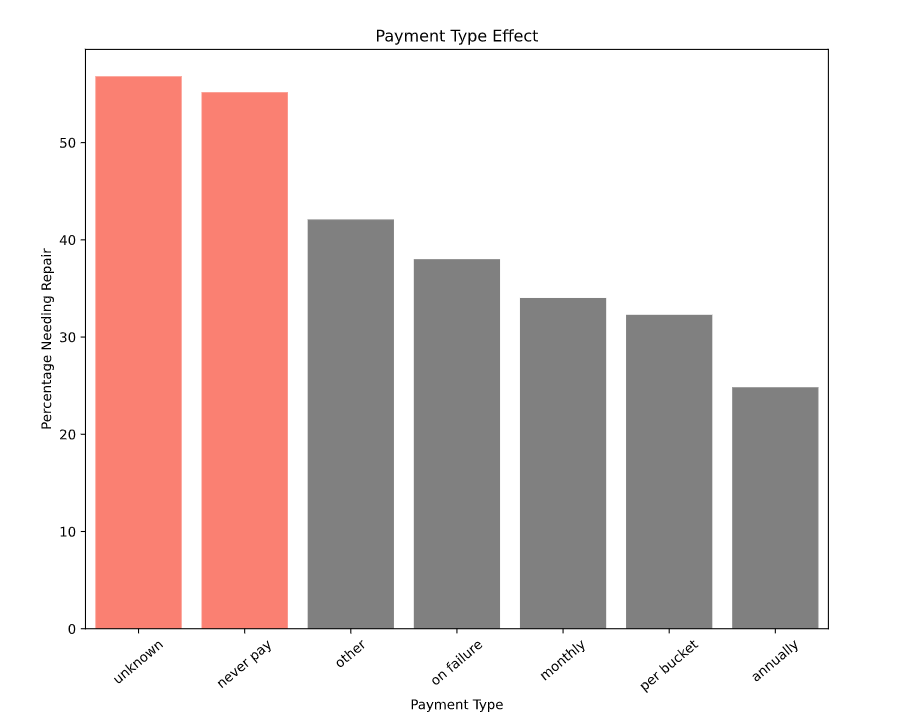 Payment Type Effect
Percentage Needing Repair
50
40
30
20
10
0
unknown
never pay
other
on failure
monthly
per bucket
annually
Payment Type